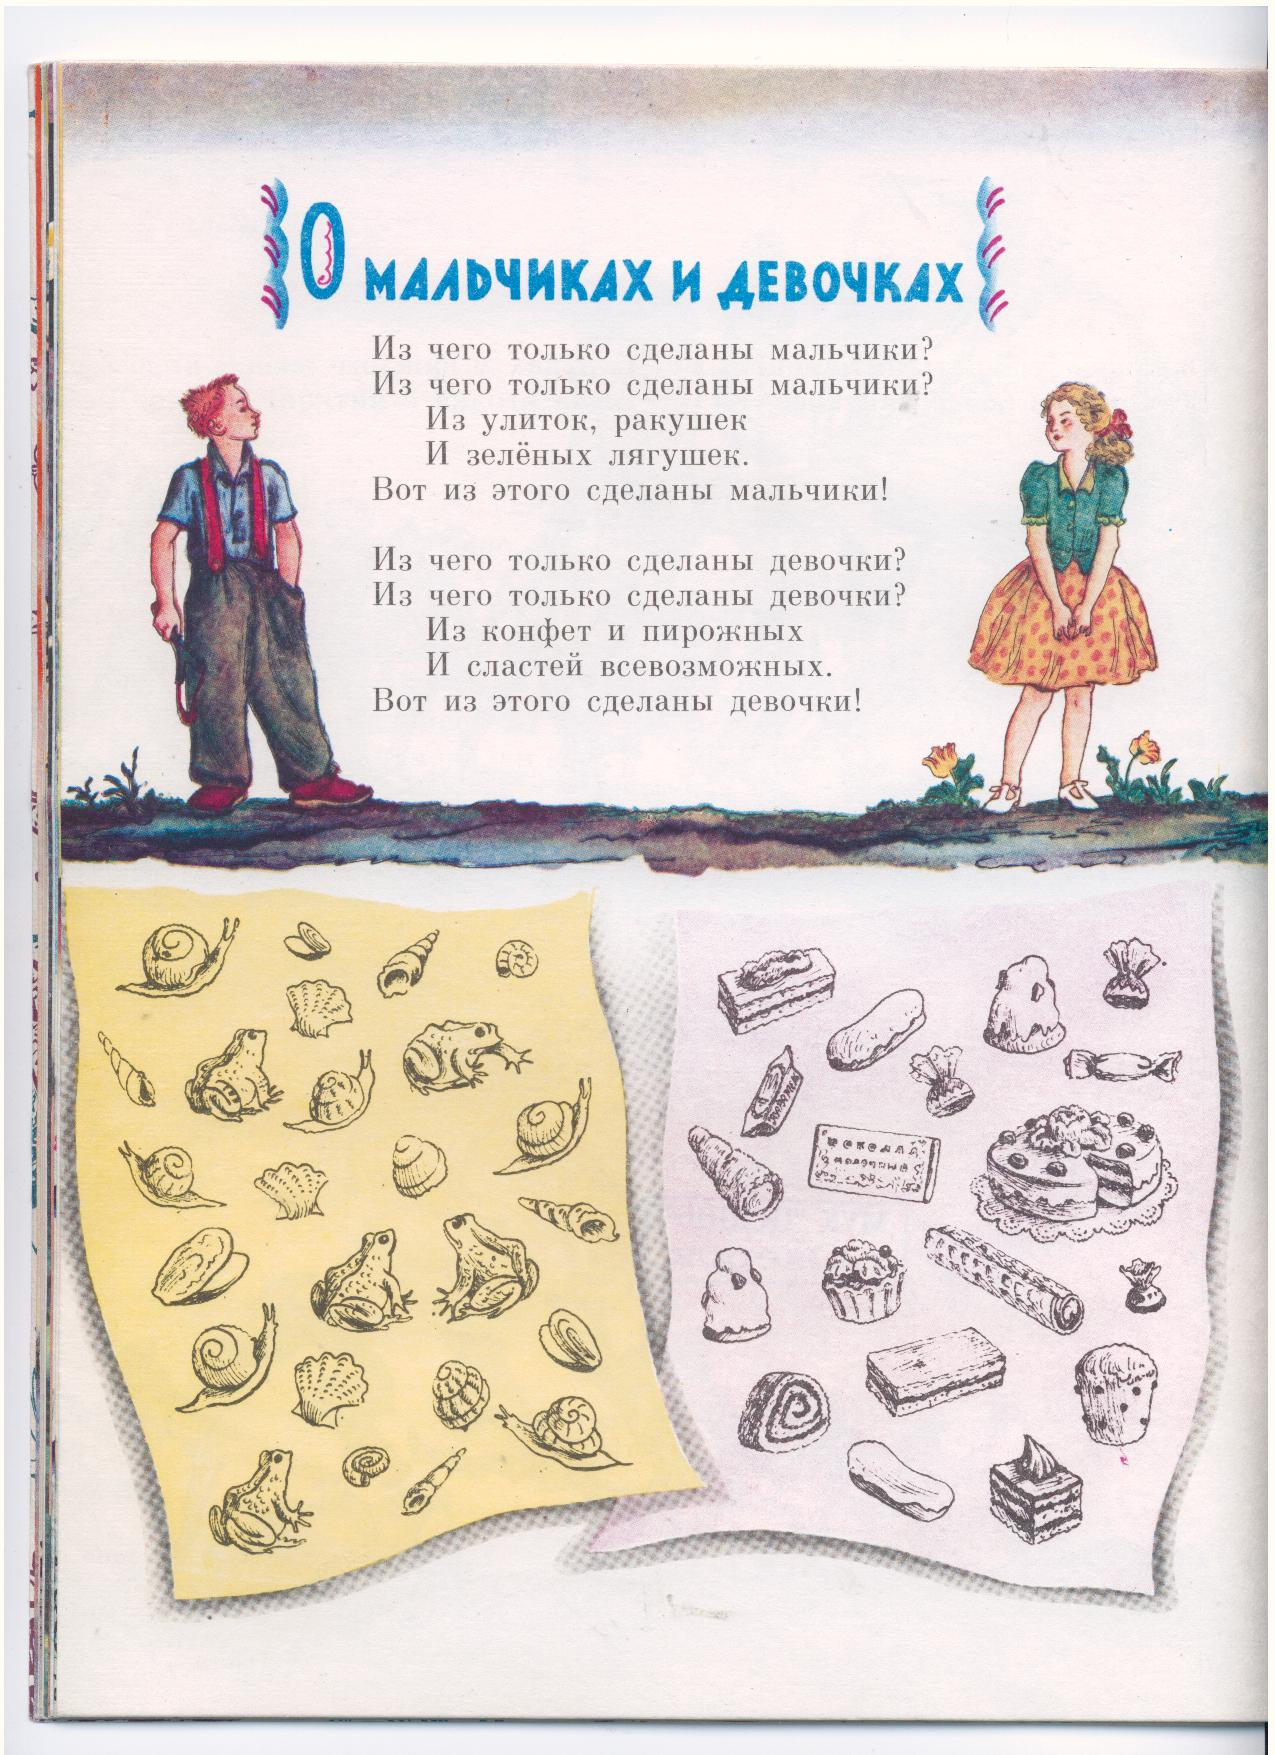 О МАЛЬЧИКАХ И ДЕВОЧКАХ
Из чего только сделаны мальчики?
Из чего только сделаны мальчики?
Из улиток, ракушек
И зелёных лягушек.
Вот из этого сделаны мальчики!
Из чего только сделаны девочки?
Из чего только сделаны девочки?
Из конфет и пирожных
И сластей всевозможных.
Вот из этого сделаны девочки!
ШОКОЛАД
МОЛОЧНЫЙ